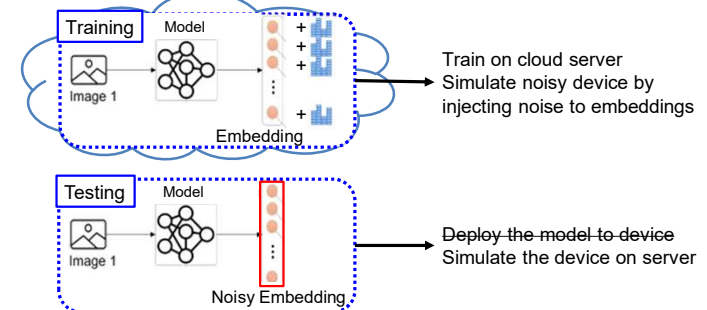 Training
Model
+
+
+
Image 1
⋮
+
Embedding
Train on cloud server
Simulate noisy device by
injecting noise to embeddings
Testing
Model
Image 1
⋮
Noisy Embedding
Deploy the model to device
Simulate the device on server